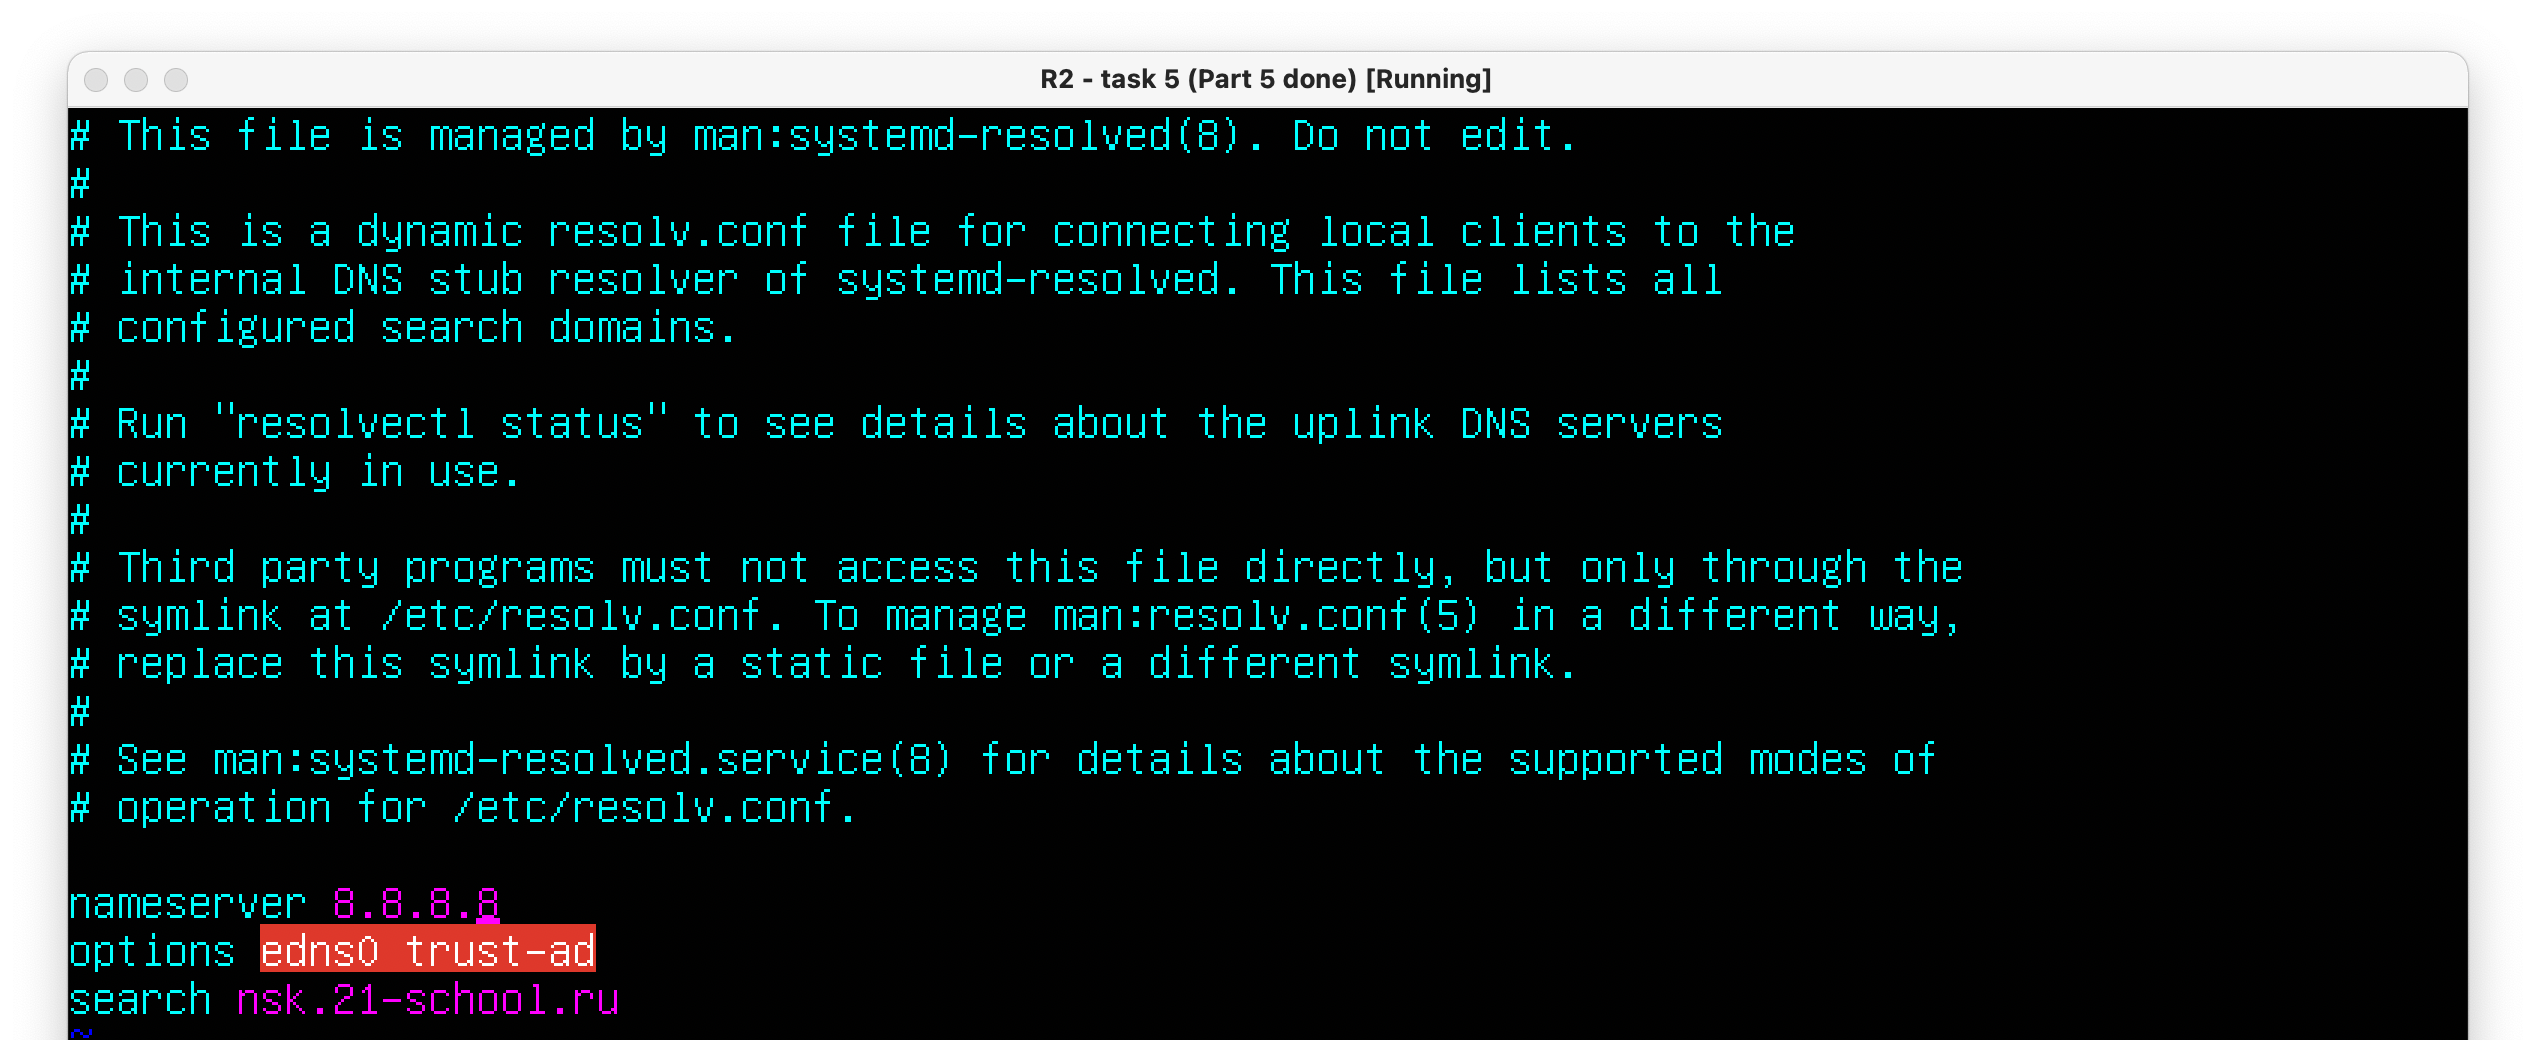 R2 - task 5 (Part 5 done) [Running]
# This file is managed by man:systemd-resolved(8). Do not edit.
#
# This is a dynamic resolv.conf file for connecting local clients to the
# internal DNS stub resolver of systemd-resolved. This file lists all
# configured search domains.
#
# Run "resolvectl status" to see details about the uplink DNS servers
# currently in use.
#
# Third party programs must not access this file directly, but only through the
# symlink at /etc/resolv.conf. To manage man:resolv.conf(5) in a different way,
# replace this symlink by a static file or a different symlink.
#
# See man:systemd-resolved.service(8) for details about the supported modes of
# operation for /etc/resolv.conf.

nameserver 8.8.8.8
options edns0 trust-ad
search nsk.21-school.ru
~